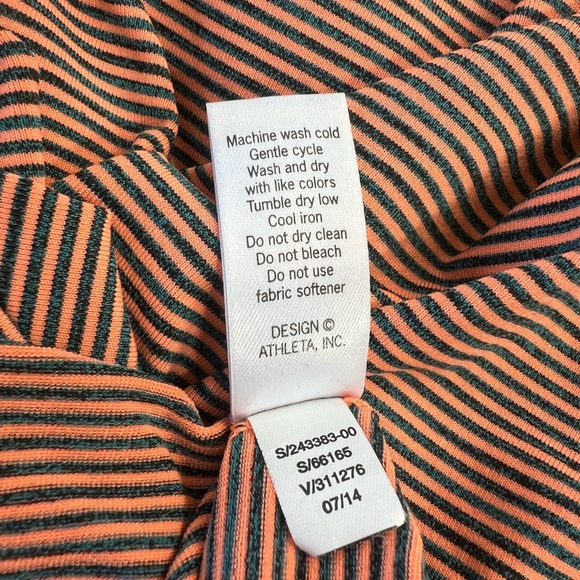 Machine wash cold
Gentle cycle
Wash and dry
with like colors
Tumble dry low
Cool iron
Do not dry clean
Do not bleach
Do not use
fabric softener
DESIGN ©
ATHLETA, INC.
S/243383-00
S/66165
V/311276
07/14